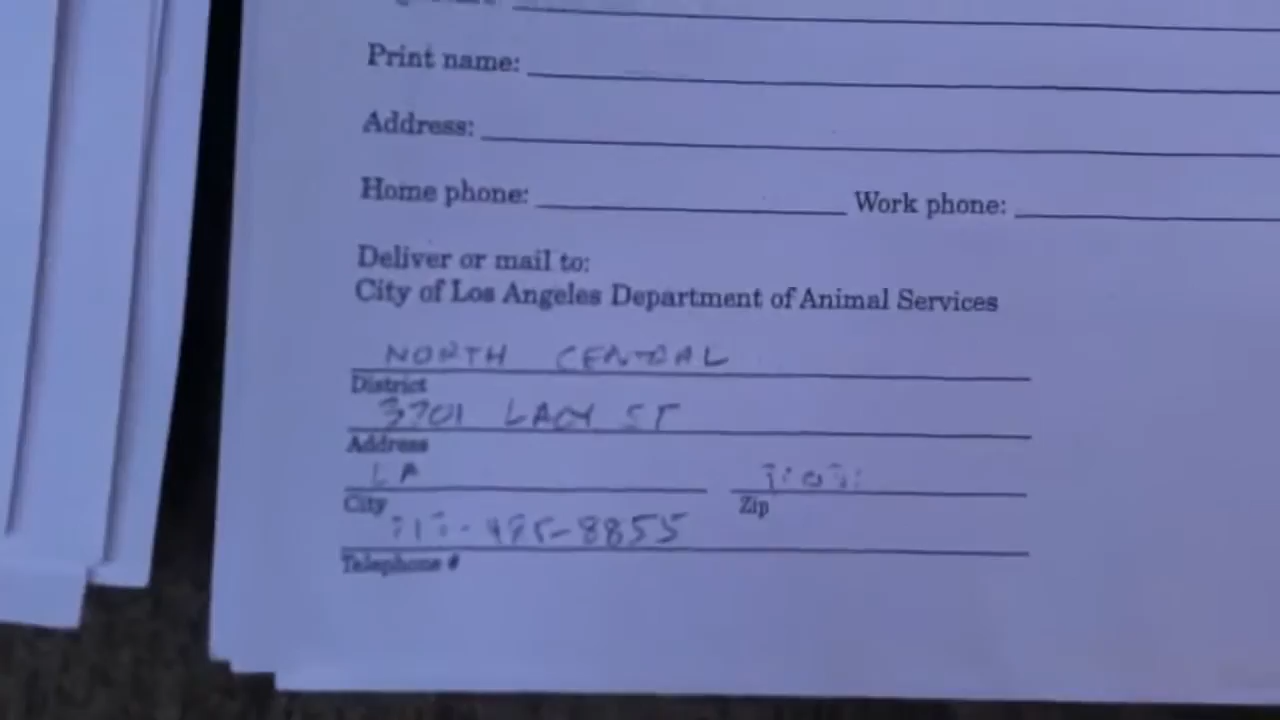 Print name:
Address:
Home phone: Work phone:
Deliver or mail to:
City of Los Angeles Department of Animal Services
NORTH CENTRAL
District
3201 LACY ST
Address
LA
City Zip
Telephone #